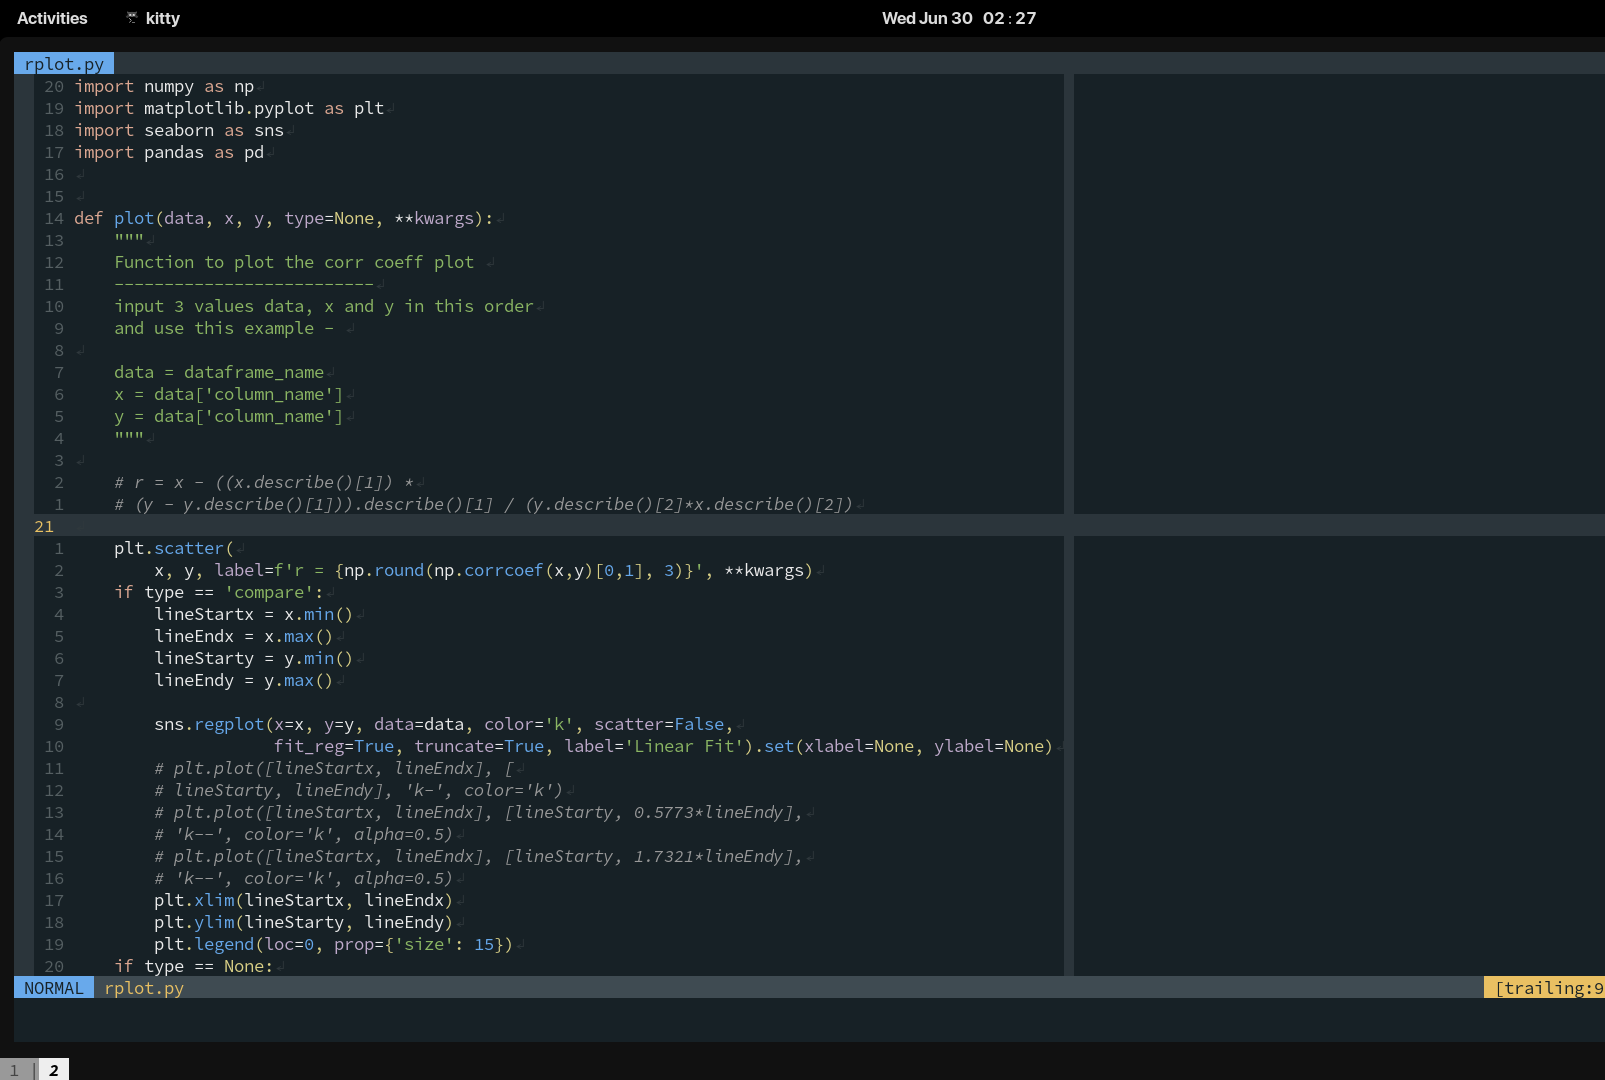 Activities kitty Wed Jun 30 02:27
rplot.py
20 import numpy as np
19 import matplotlib.pyplot as plt
18 import seaborn as sns
17 import pandas as pd
16
15
14 def plot(data, x, y, type=None, **kwargs):
13     """
12     Function to plot the corr coeff plot
11     --------------------------
10     input 3 values data, x and y in this order
9     and use this example -
8
7     data = dataframe_name
6     x = data['column_name']
5     y = data['column_name']
4     """
3
2     # r = x - ((x.describe()[1]) *
1     # (y - y.describe()[1])).describe()[1] / (y.describe()[2]*x.describe()[2])
21
1     plt.scatter(
2         x, y, label=f'r = {np.round(np.corrcoef(x,y)[0,1], 3)}', **kwargs)
3     if type == 'compare':
4         lineStartx = x.min()
5         lineEndx = x.max()
6         lineStarty = y.min()
7         lineEndy = y.max()
8
9         sns.regplot(x=x, y=y, data=data, color='k', scatter=False,
10                     fit_reg=True, truncate=True, label='Linear Fit').set(xlabel=None, ylabel=None)
11         # plt.plot([lineStartx, lineEndx], [
12         # lineStarty, lineEndy], 'k-', color='k')
13         # plt.plot([lineStartx, lineEndx], [lineStarty, 0.5773*lineEndy],
14         # 'k--', color='k', alpha=0.5)
15         # plt.plot([lineStartx, lineEndx], [lineStarty, 1.7321*lineEndy],
16         # 'k--', color='k', alpha=0.5)
17         plt.xlim(lineStartx, lineEndx)
18         plt.ylim(lineStarty, lineEndy)
19         plt.legend(loc=0, prop={'size': 15})
20     if type == None:
NORMAL rplot.py [trailing:9
1 | 2